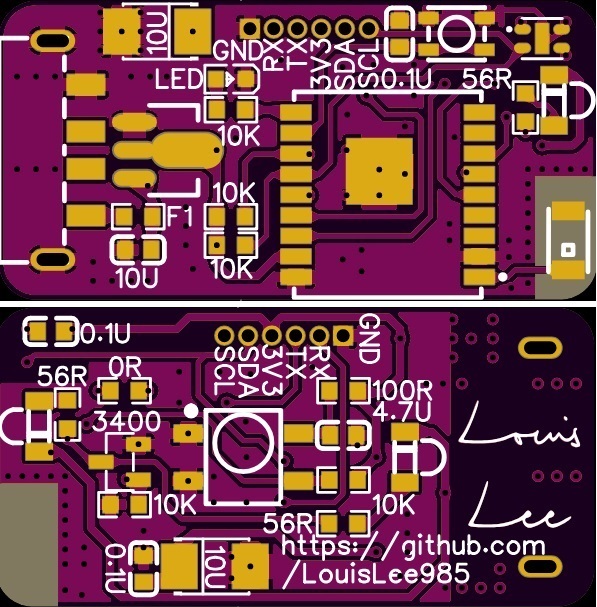 10U
GND
RX
TX
3V3
SDA
SCL
0.1U
56R
LED
10K
10K
F1
10K
10U
0.1U
SCL
SDA
3V3
TX
RX
GND
56R
0R
100R
3400
4.7U
Louis
10K
10K
Lee
56R
https://github.com
0.1U
10U
/LouisLee985